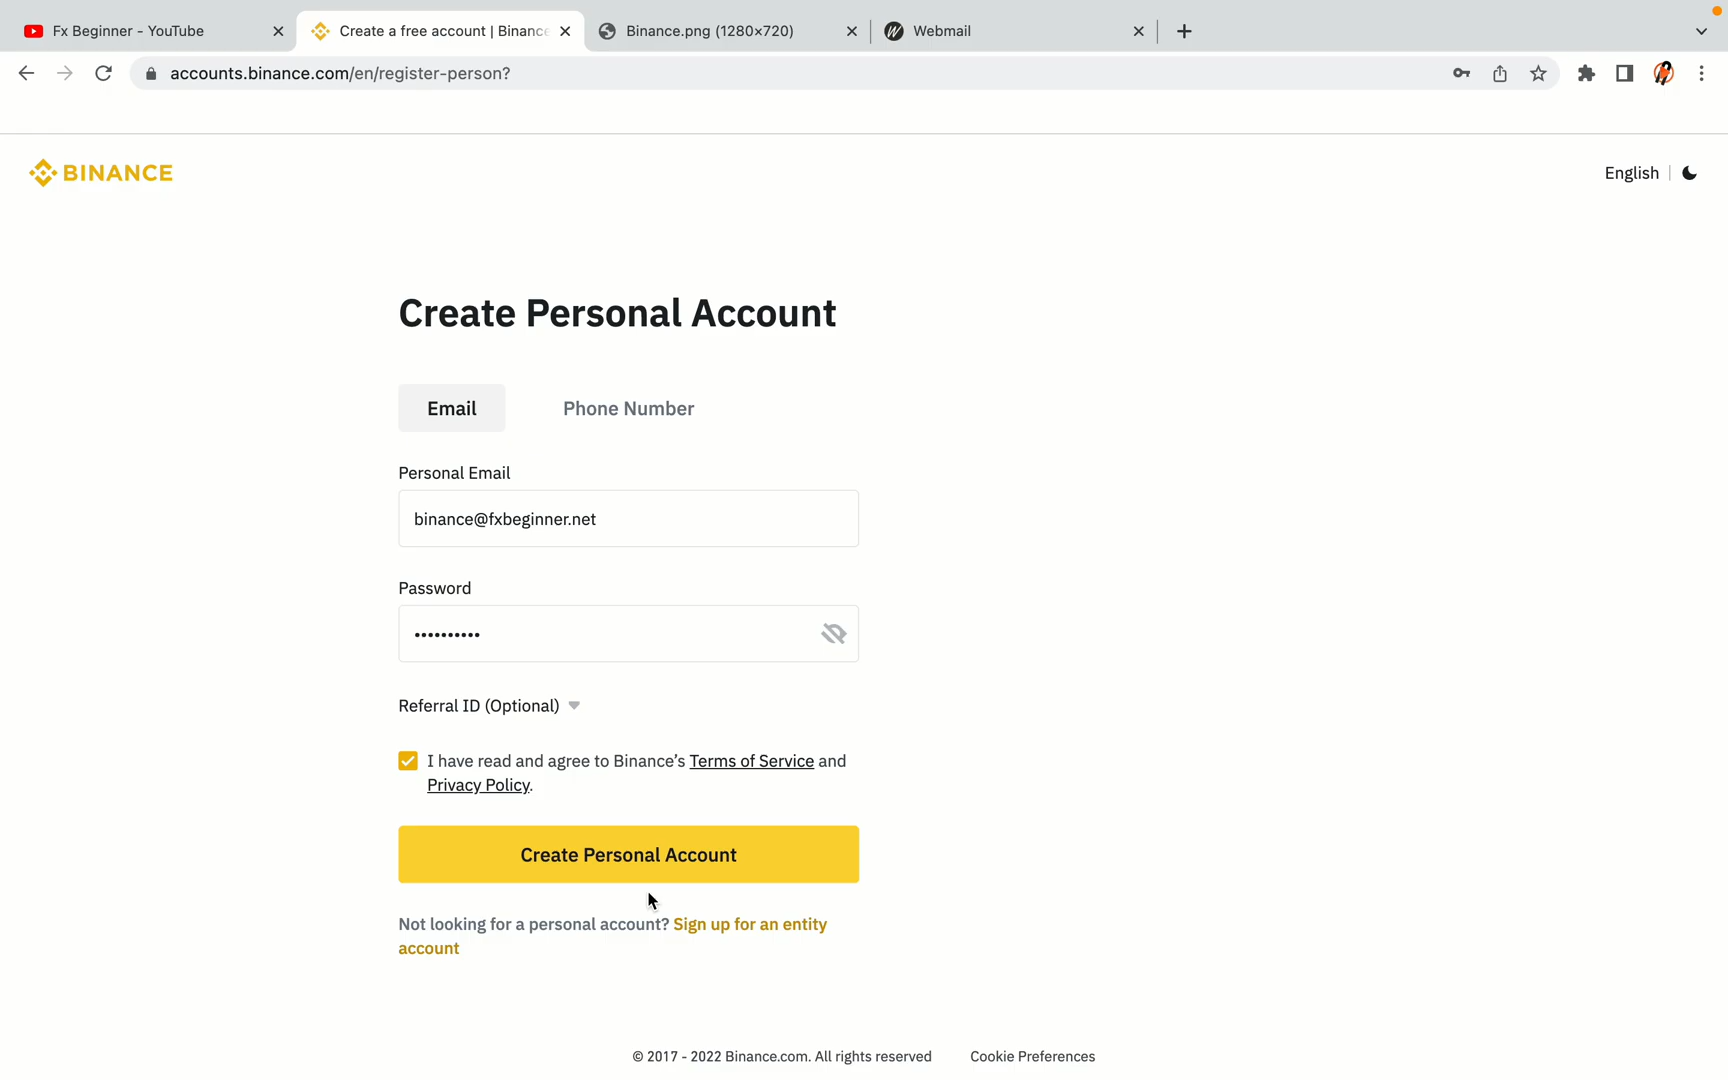 Fx Beginner - YouTube
Create a free account | Binance
Binance.png (1280×720)
Webmail
accounts.binance.com/en/register-person?
BINANCE
English
Create Personal Account
Email
Phone Number
Personal Email
binance@fxbeginner.net
Password
••••••••••
Referral ID (Optional)
I have read and agree to Binance’s Terms of Service and
Privacy Policy.
Create Personal Account
Not looking for a personal account? Sign up for an entity
account
© 2017 - 2022 Binance.com. All rights reserved
Cookie Preferences